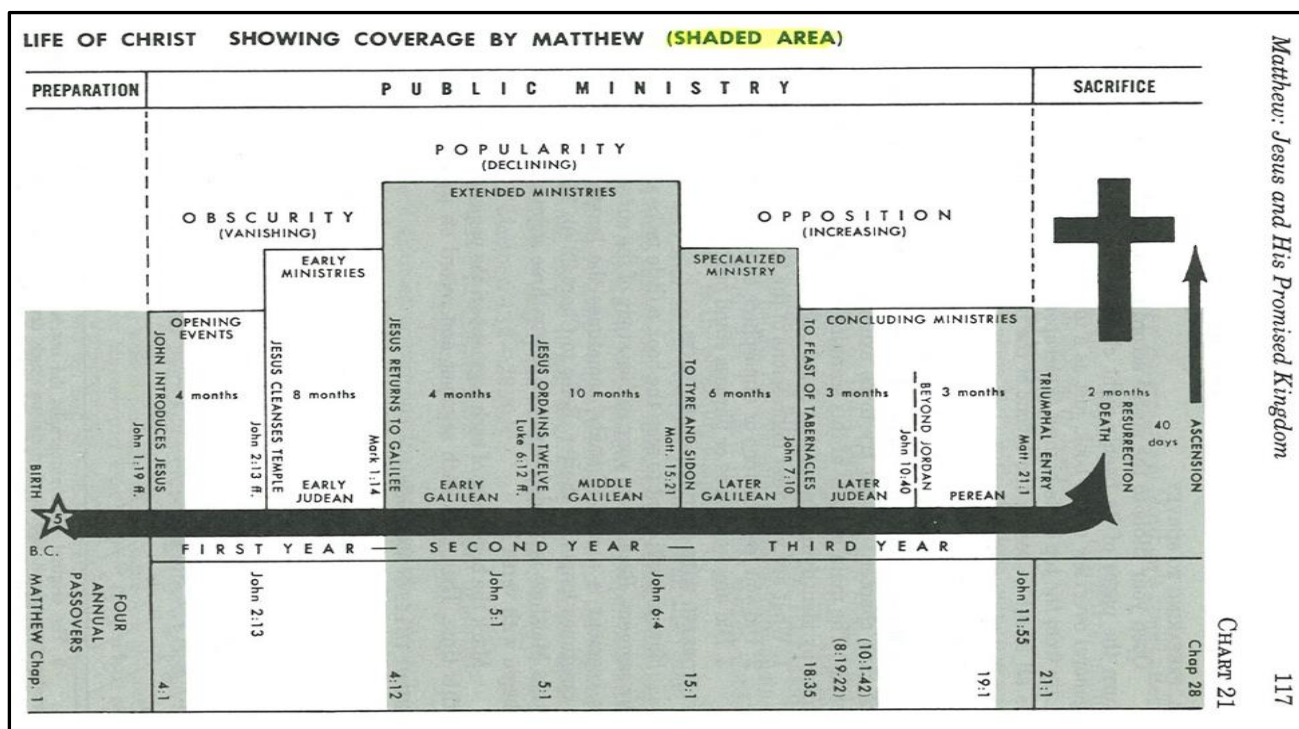 LIFE OF CHRIST SHOWING COVERAGE BY MATTHEW (SHADED AREA)
PREPARATION
PUBLIC MINISTRY
SACRIFICE
POPULARITY
(DECLINING)
EXTENDED MINISTRIES
OBSCURITY
(VANISHING)
OPPOSITION
(INCREASING)
EARLY
MINISTRIES
SPECIALIZED
MINISTRY
OPENING
EVENTS
CONCLUDING MINISTRIES
4 months
8 months
4 months
10 months
6 months
3 months
3 months
2 months
40
days
BIRTH
John 1:19 ff.
JOHN INTRODUCES JESUS
John 2:13 ff.
JESUS CLEANSES TEMPLE
Mark 1:14
JESUS RETURNS TO GALILEE
Luke 6:12 ff.
JESUS ORDAINS TWELVE
Matt. 15:21
TO TYRE AND SIDON
John 7:10
TO FEAST OF TABERNACLES
John 10:40
BEYOND JORDAN
Matt 21:1
TRIUMPHAL ENTRY
DEATH
RESURRECTION
ASCENSION
EARLY
JUDEAN
EARLY
GALILEAN
MIDDLE
GALILEAN
LATER
GALILEAN
LATER
JUDEAN
PEREAN
5
B.C.
FIRST YEAR — SECOND YEAR — THIRD YEAR
FOUR
ANNUAL
PASSOVERS
John 2:13
John 5:1
John 6:4
John 11:55
MATTHEW Chap. 1
4:1
4:12
5:1
15:1
18:35
(8:19-22)
(10:1-42)
19:1
21:1
Chap 28
Matthew: Jesus and His Promised Kingdom
CHART 21
117